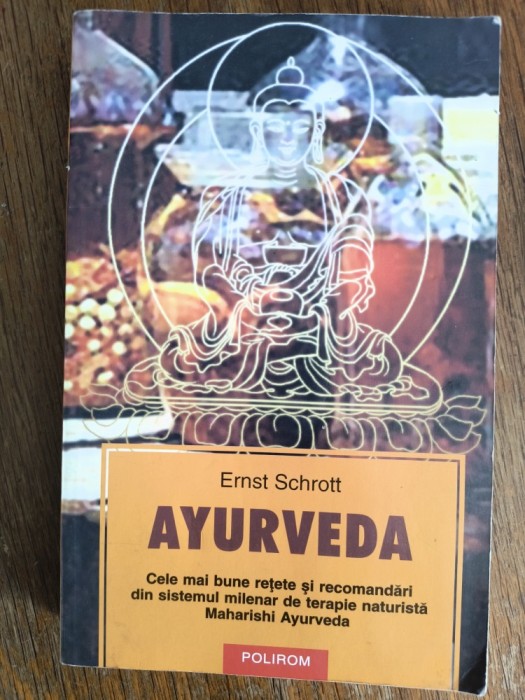 Ernst Schrott
AYURVEDA
Cele mai bune rețete și recomandări
din sistemul milenar de terapie naturistă
Maharishi Ayurveda
POLIROM